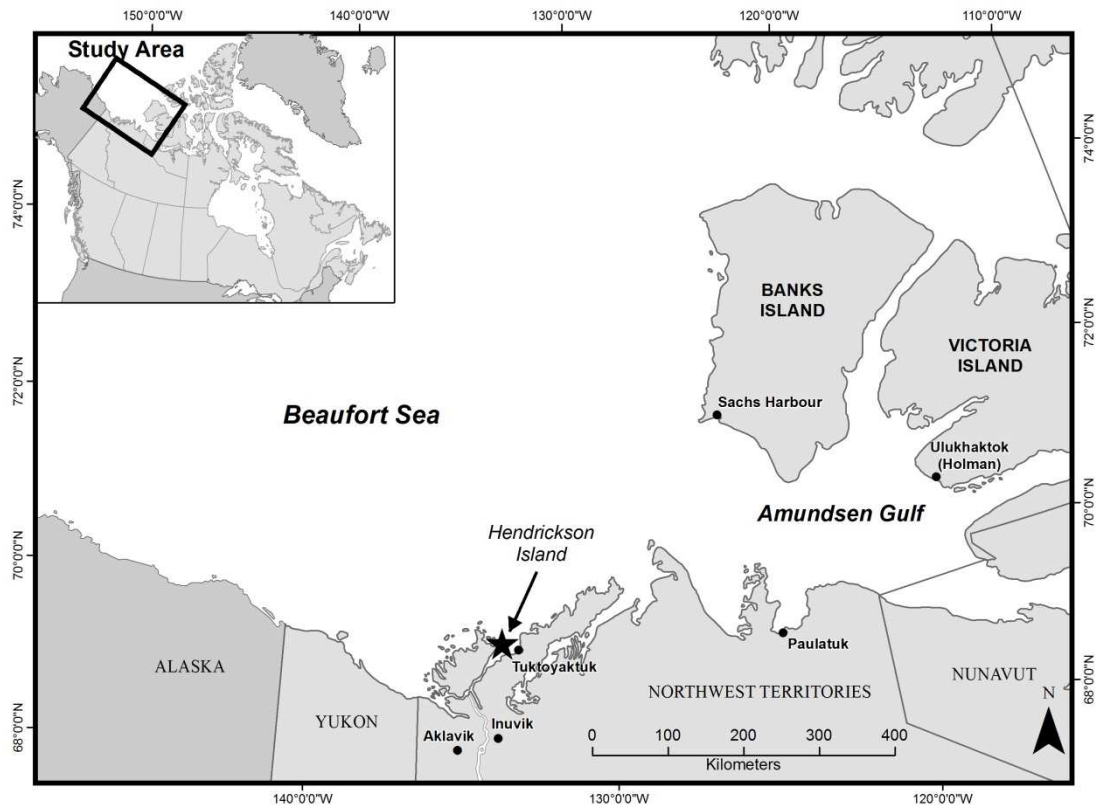 150°0'0"W
140°0'0"W
130°0'0"W
120°0'0"W
110°0'0"W
Study Area
74°0'0"N
74°0'0"N
BANKS
ISLAND
72°0'0"N
VICTORIA
ISLAND
72°0'0"N
Sachs Harbour
Beaufort Sea
Ulukhaktok
(Holman)
Amundsen Gulf
70°0'0"N
Hendrickson
Island
70°0'0"N
Paulatuk
Tuktoyaktuk
ALASKA
NUNAVUT
68°0'0"N
NORTHWEST TERRITORIES
N
YUKON
Inuvik
Aklavik
68°0'0"N
0 100 200 300 400
Kilometers
140°0'0"W
130°0'0"W
120°0'0"W